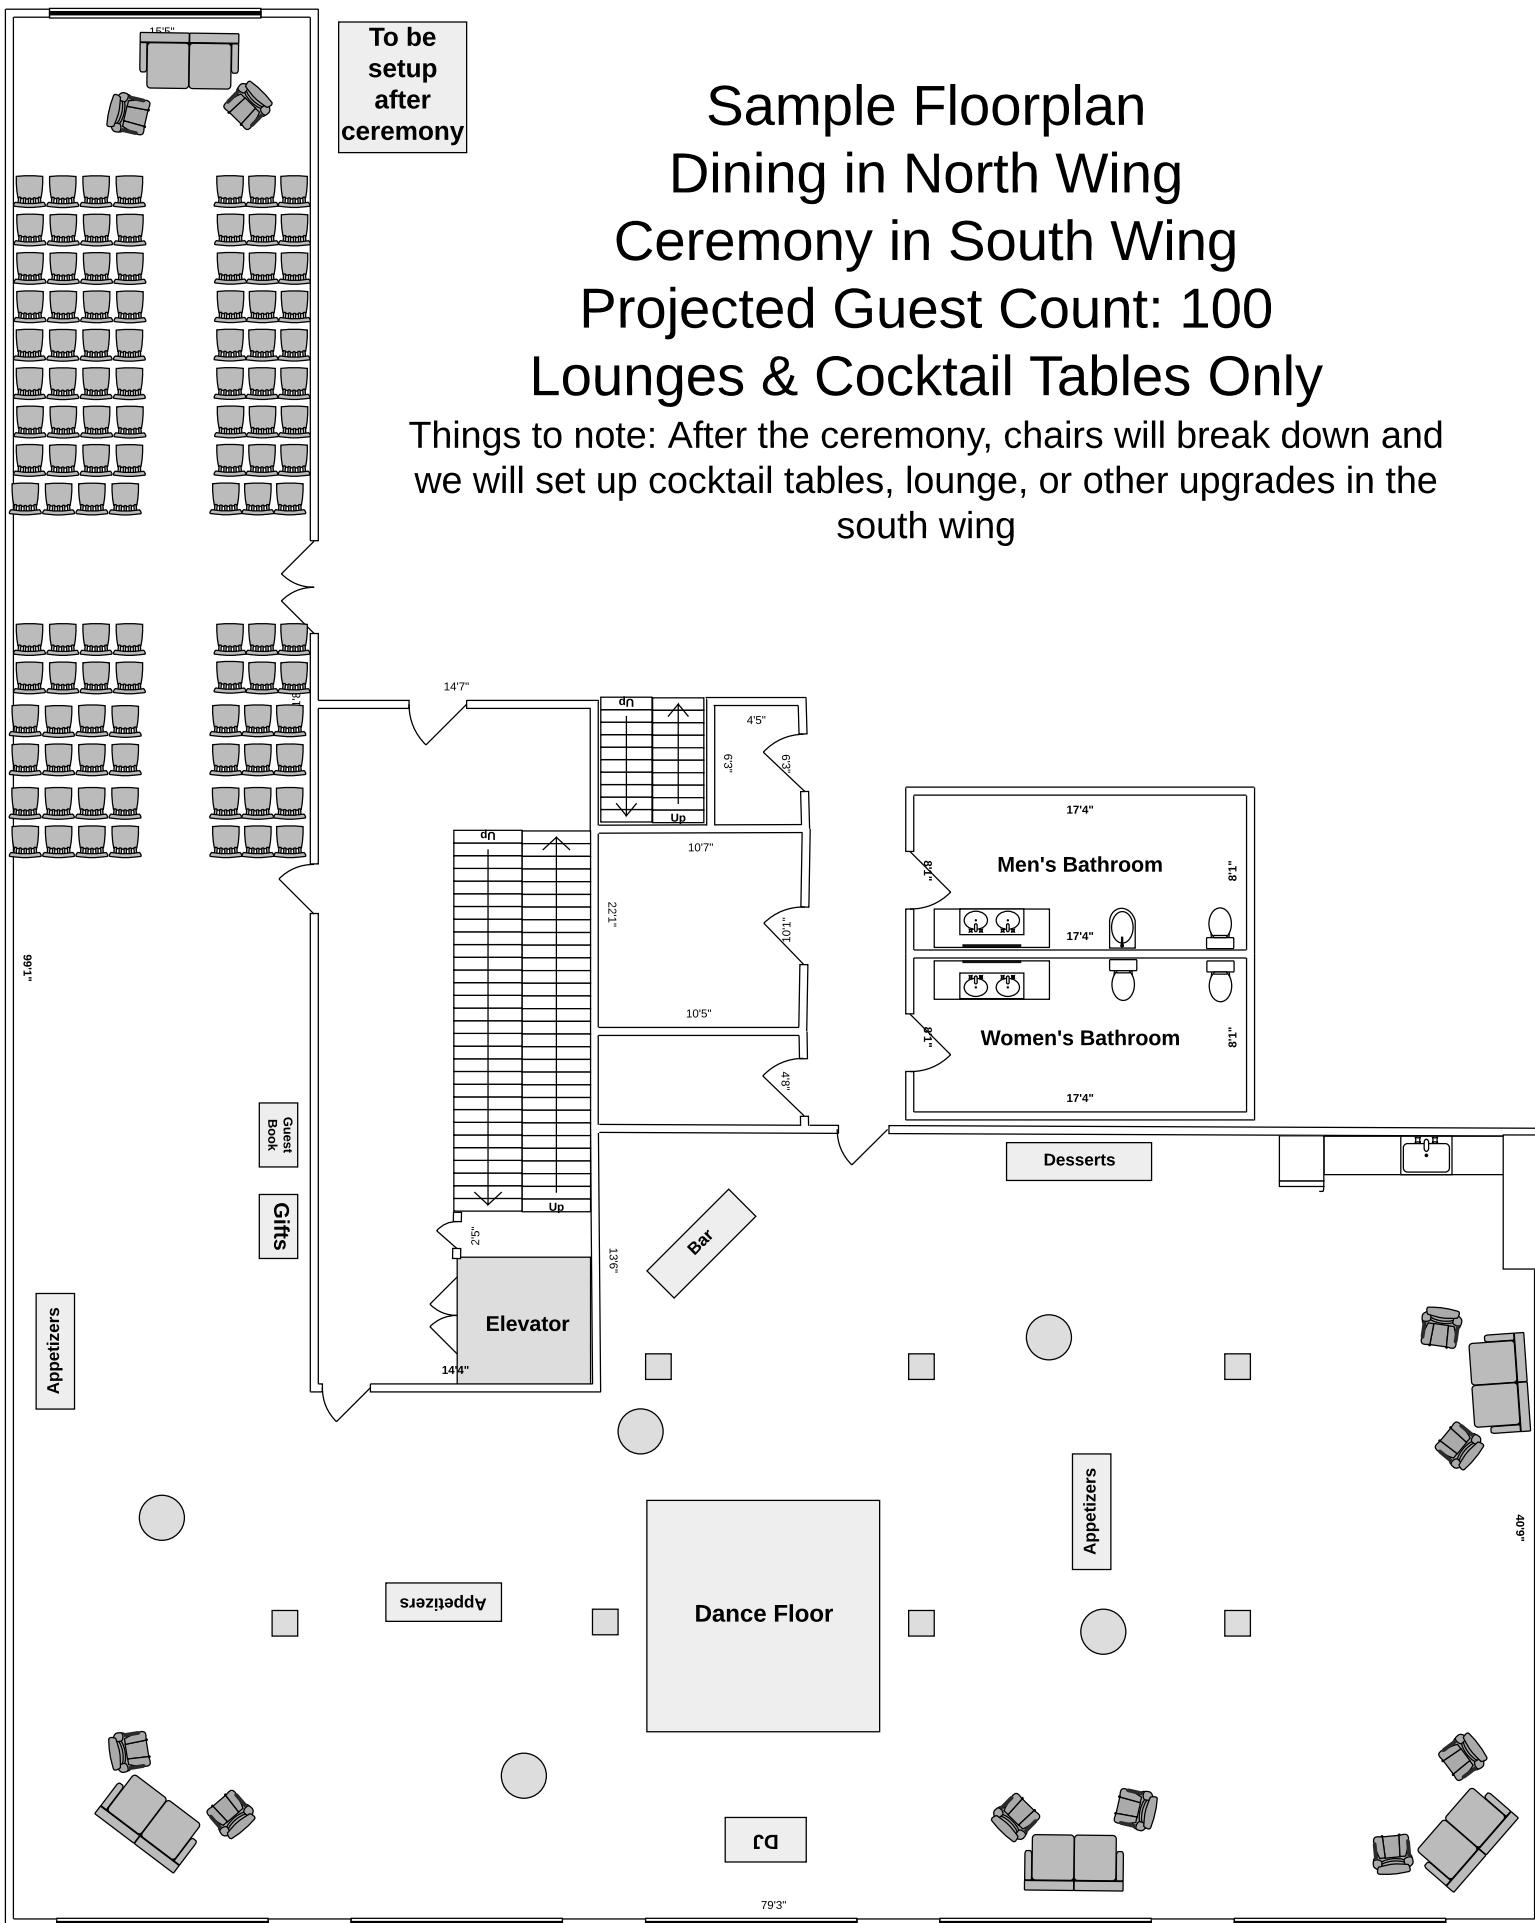 15'5"
To be
setup
after
ceremony
Sample Floorplan
Dining in North Wing
Ceremony in South Wing
Projected Guest Count: 100
Lounges & Cocktail Tables Only
Things to note: After the ceremony, chairs will break down and
we will set up cocktail tables, lounge, or other upgrades in the
south wing
14'7"
Up
Up
4'5"
6'3"
6'3"
17'4"
Men's Bathroom
8'1"
8'1"
17'4"
Up
10'7"
22'1"
10'1"
10'5"
99'1"
Women's Bathroom
8'1"
8'1"
17'4"
4'8"
Guest
Book
Gifts
Up
2'5"
13'6"
Bar
Desserts
Elevator
14'4"
Appetizers
Appetizers
40'9"
Appetizers
Dance Floor
DJ
79'3"